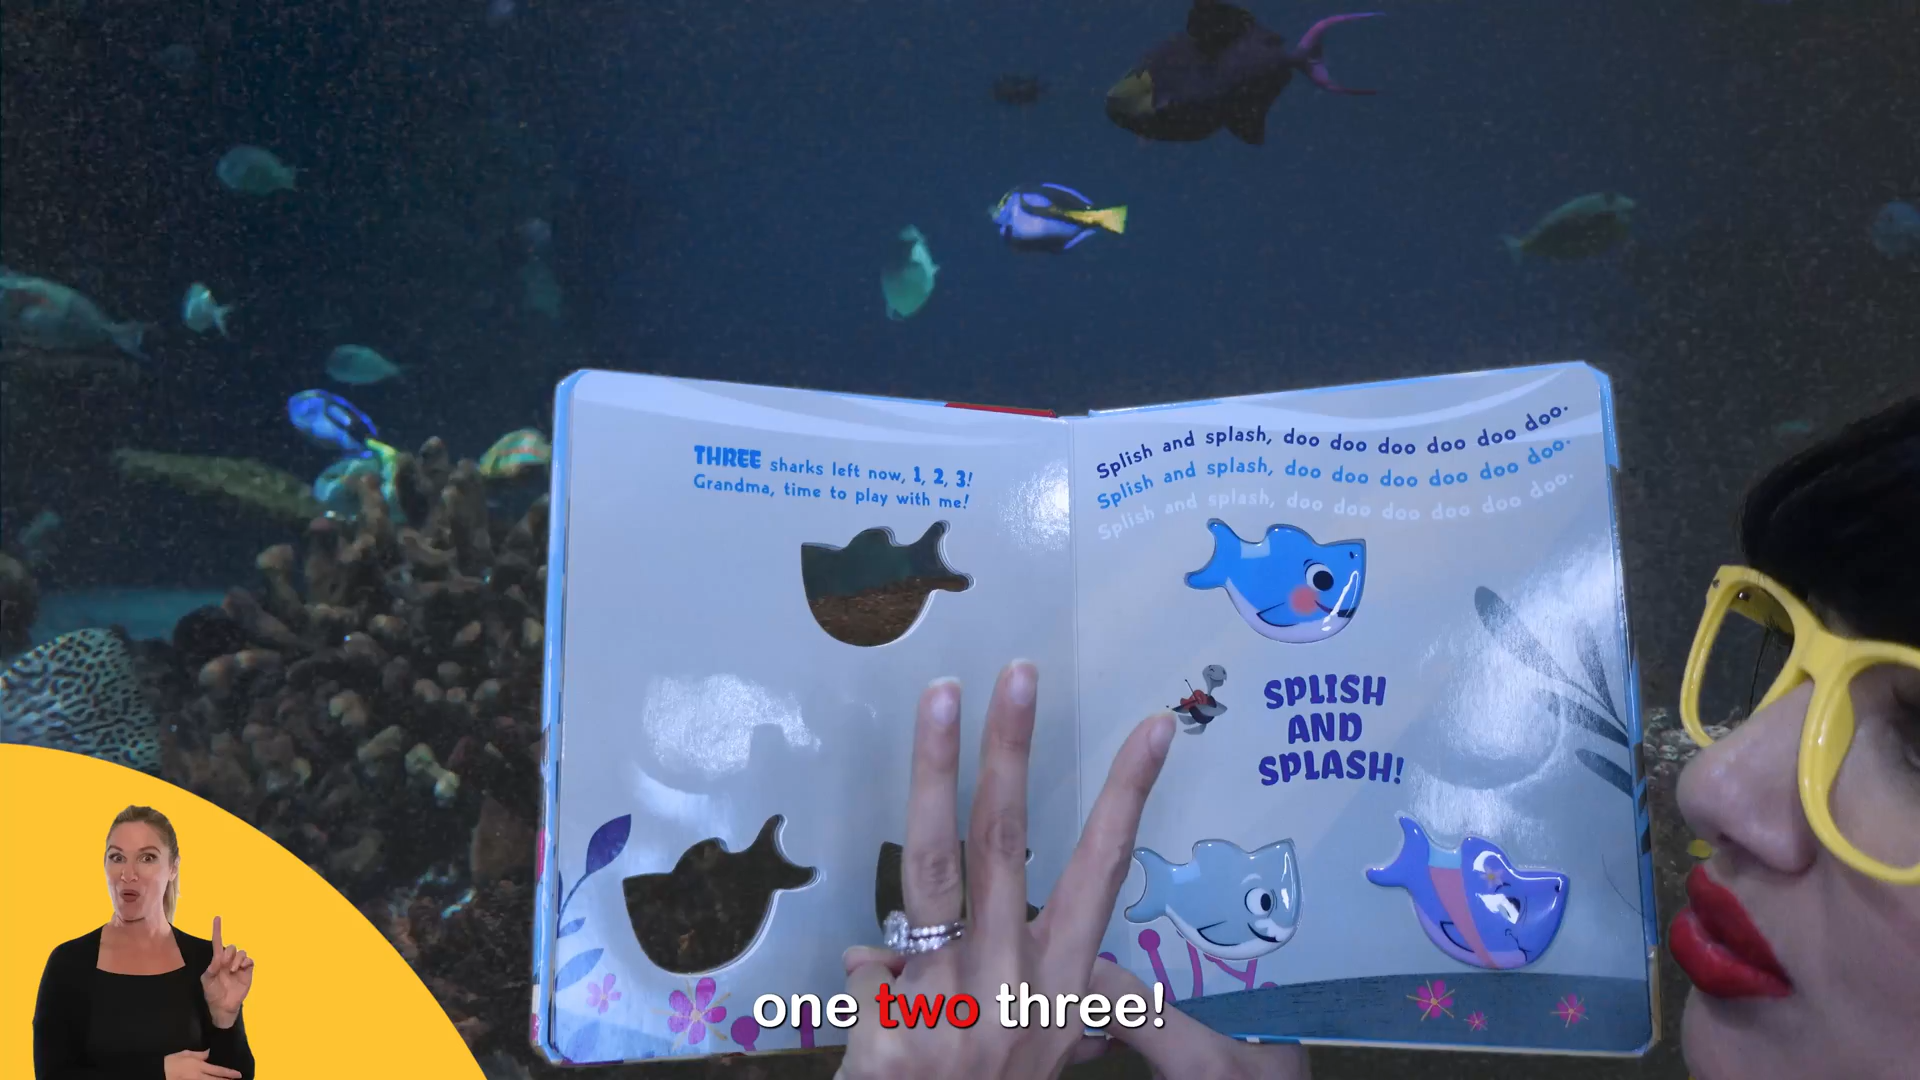 THREE sharks left now, 1, 2, 3!
Grandma, time to play with me!
Splish and splash, doo doo doo doo doo doo.
Splish and splash, doo doo doo doo doo doo.
Splish and splash, doo doo doo doo doo doo.
SPLISH
AND
SPLASH!
one two three!